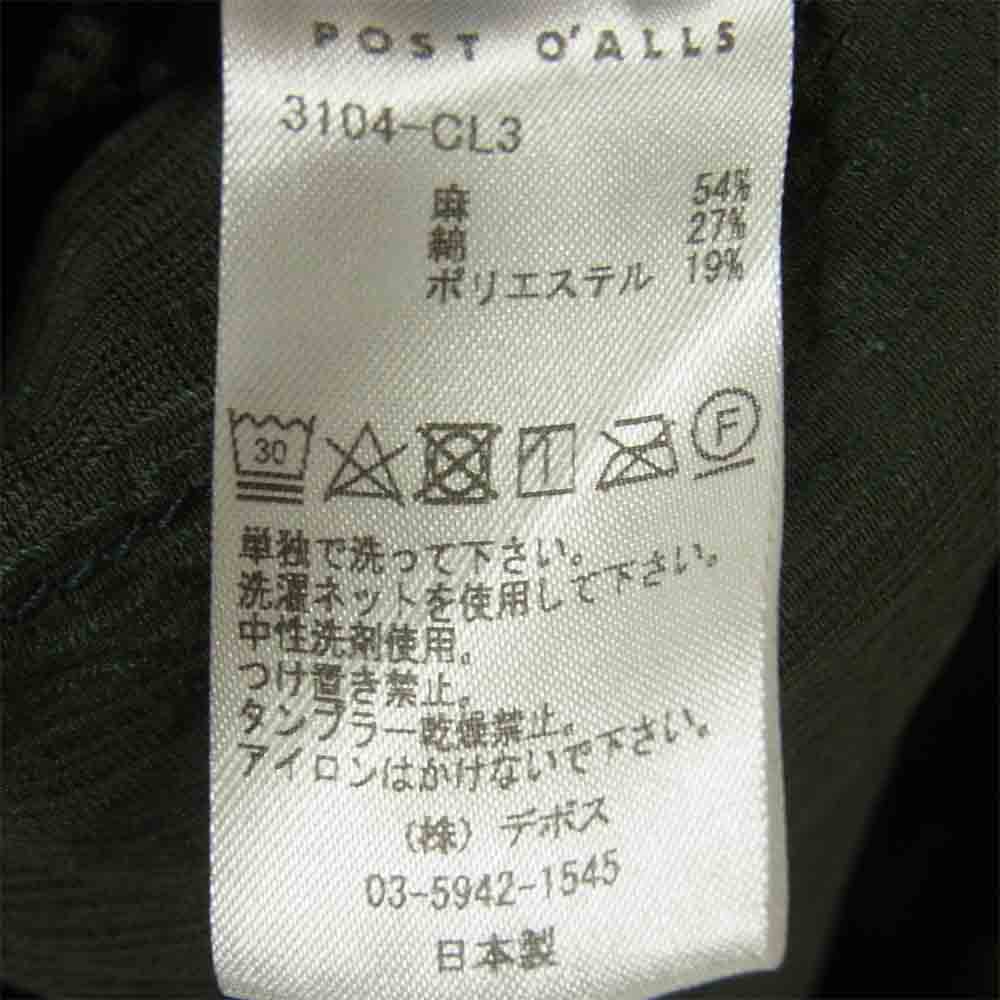 POST O'ALLS
3104-CL3
麻 54%
綿 27%
ポリエステル 19%
30 F
単独で洗って下さい。
洗濯ネットを使用して下さい。
中性洗剤使用。
つけ置き禁止。
タンブラー乾燥禁止。
アイロンはかけないで下さい。
(株) デポス
03-5942-1545
日本製